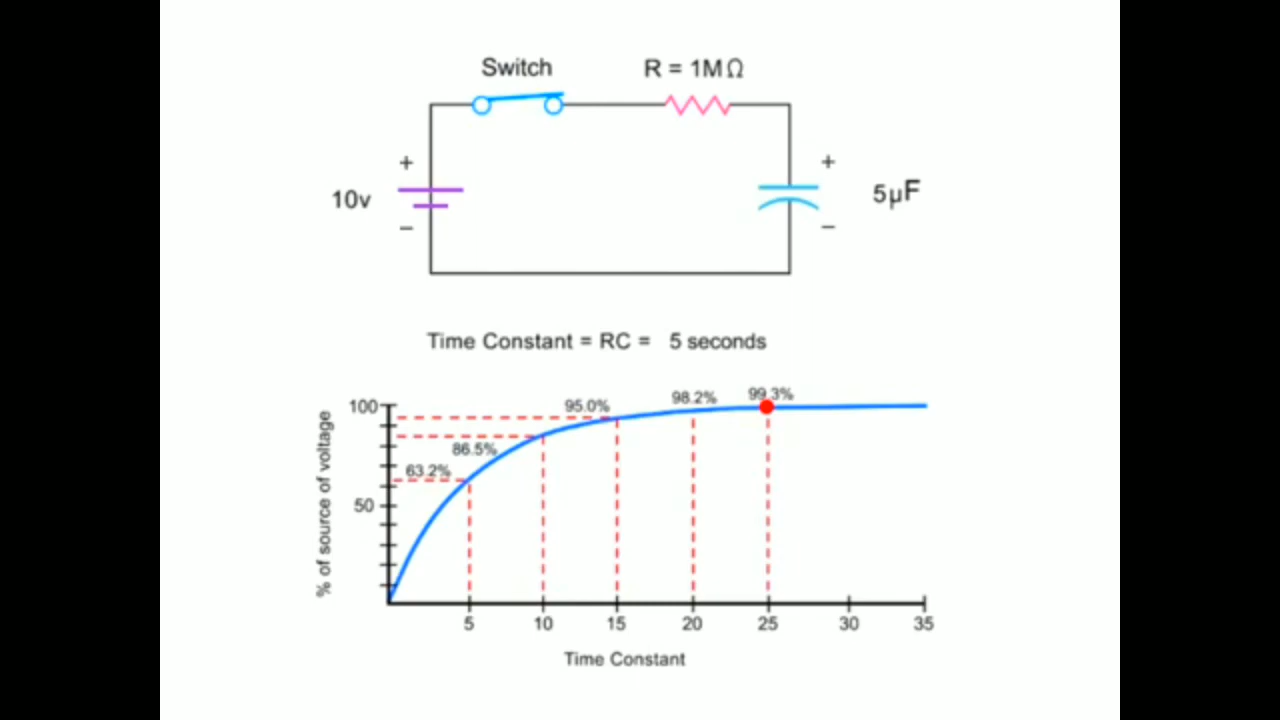 Switch
R = 1MΩ
+
+
10v
5µF
−
−
Time Constant = RC = 5 seconds
% of source of voltage
100
50
63.2%
86.5%
95.0%
98.2%
99.3%
5 10 15 20 25 30 35
Time Constant